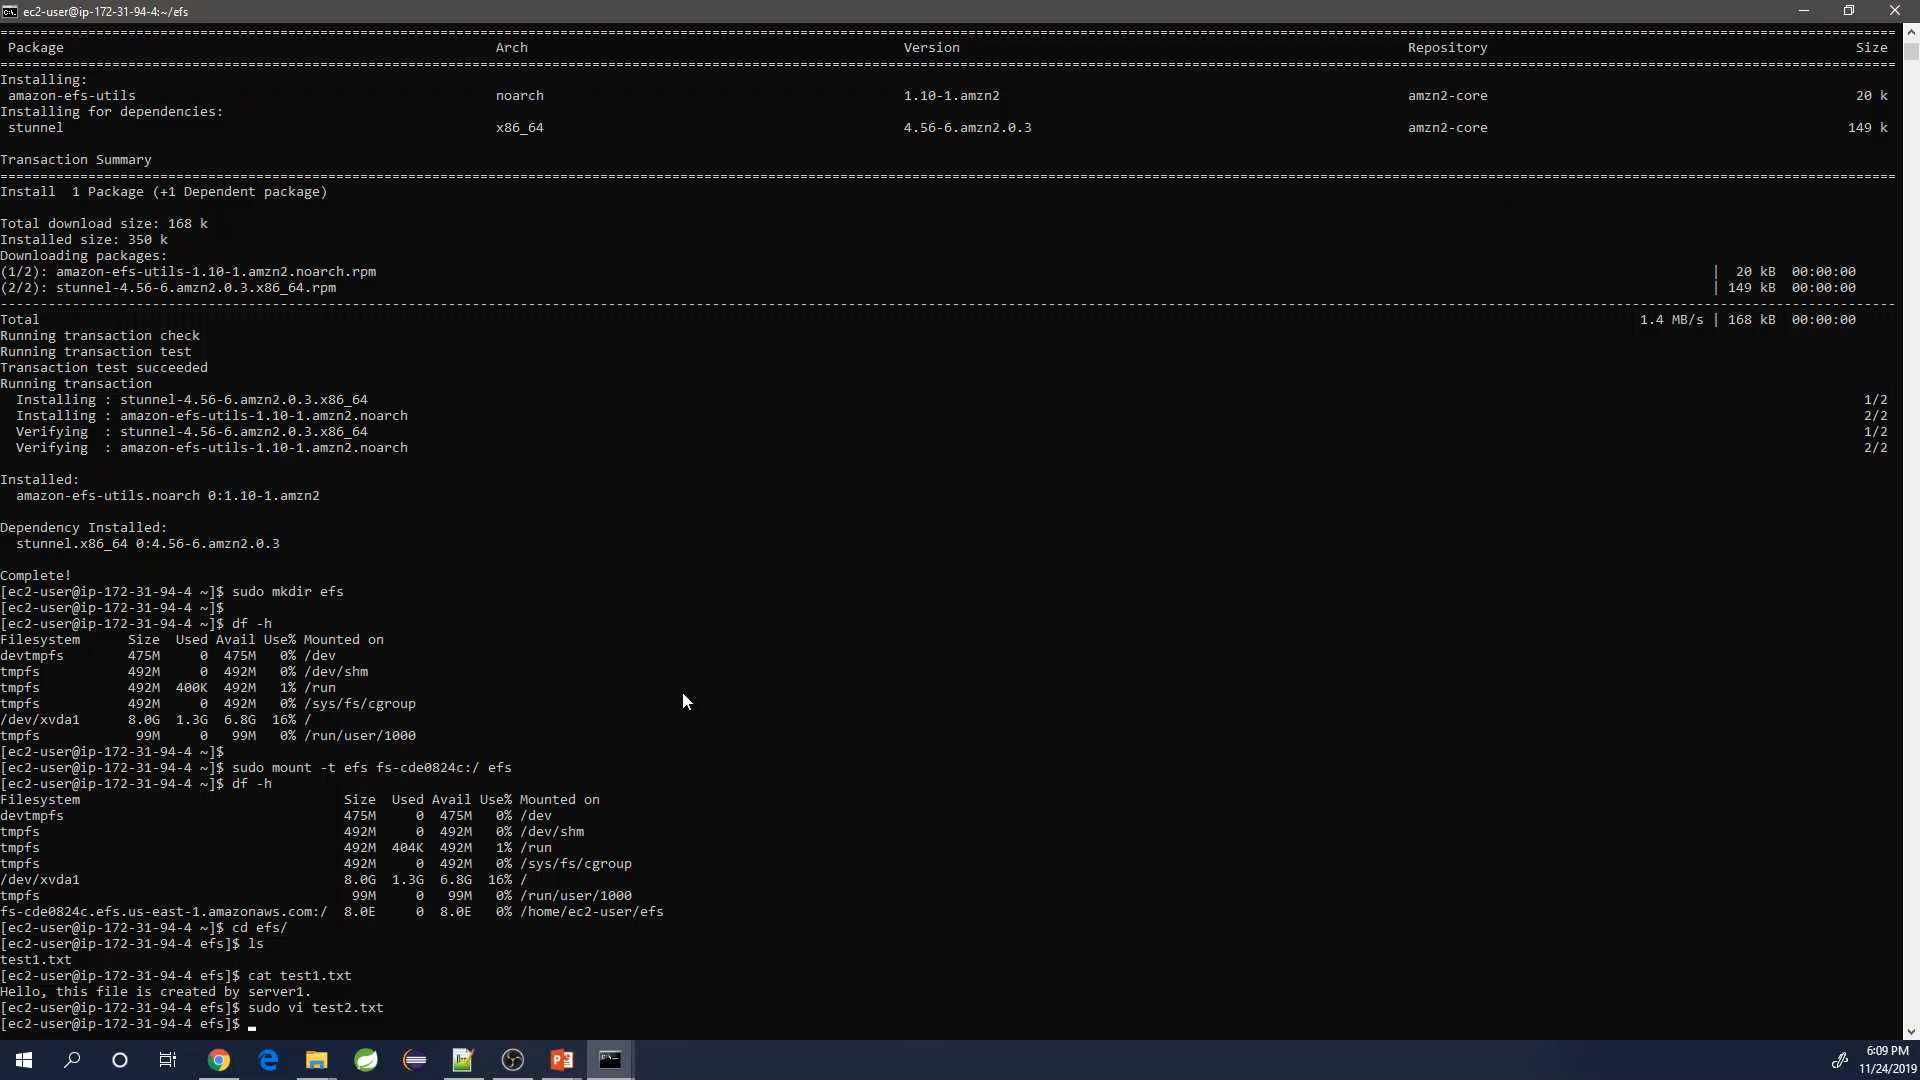 ec2-user@ip-172-31-94-4:~/efs
================================================================================
Package Arch Version Repository Size
================================================================================
Installing:
amazon-efs-utils noarch 1.10-1.amzn2 amzn2-core 20 k
Installing for dependencies:
stunnel x86_64 4.56-6.amzn2.0.3 amzn2-core 149 k
Transaction Summary
================================================================================
Install 1 Package (+1 Dependent package)
Total download size: 168 k
Installed size: 350 k
Downloading packages:
(1/2): amazon-efs-utils-1.10-1.amzn2.noarch.rpm | 20 kB 00:00:00
(2/2): stunnel-4.56-6.amzn2.0.3.x86_64.rpm | 149 kB 00:00:00
--------------------------------------------------------------------------------
Total 1.4 MB/s | 168 kB 00:00:00
Running transaction check
Running transaction test
Transaction test succeeded
Running transaction
Installing : stunnel-4.56-6.amzn2.0.3.x86_64 1/2
Installing : amazon-efs-utils-1.10-1.amzn2.noarch 2/2
Verifying : stunnel-4.56-6.amzn2.0.3.x86_64 1/2
Verifying : amazon-efs-utils-1.10-1.amzn2.noarch 2/2
Installed:
amazon-efs-utils.noarch 0:1.10-1.amzn2
Dependency Installed:
stunnel.x86_64 0:4.56-6.amzn2.0.3
Complete!
[ec2-user@ip-172-31-94-4 ~]$ sudo mkdir efs
[ec2-user@ip-172-31-94-4 ~]$
[ec2-user@ip-172-31-94-4 ~]$ df -h
Filesystem Size Used Avail Use% Mounted on
devtmpfs 475M 0 475M 0% /dev
tmpfs 492M 0 492M 0% /dev/shm
tmpfs 492M 400K 492M 1% /run
tmpfs 492M 0 492M 0% /sys/fs/cgroup
/dev/xvda1 8.0G 1.3G 6.8G 16% /
tmpfs 99M 0 99M 0% /run/user/1000
[ec2-user@ip-172-31-94-4 ~]$
[ec2-user@ip-172-31-94-4 ~]$ sudo mount -t efs fs-cde0824c:/ efs
[ec2-user@ip-172-31-94-4 ~]$ df -h
Filesystem Size Used Avail Use% Mounted on
devtmpfs 475M 0 475M 0% /dev
tmpfs 492M 0 492M 0% /dev/shm
tmpfs 492M 404K 492M 1% /run
tmpfs 492M 0 492M 0% /sys/fs/cgroup
/dev/xvda1 8.0G 1.3G 6.8G 16% /
tmpfs 99M 0 99M 0% /run/user/1000
fs-cde0824c.efs.us-east-1.amazonaws.com:/ 8.0E 0 8.0E 0% /home/ec2-user/efs
[ec2-user@ip-172-31-94-4 ~]$ cd efs/
[ec2-user@ip-172-31-94-4 efs]$ ls
test1.txt
[ec2-user@ip-172-31-94-4 efs]$ cat test1.txt
Hello, this file is created by server1.
[ec2-user@ip-172-31-94-4 efs]$ sudo vi test2.txt
[ec2-user@ip-172-31-94-4 efs]$
6:09 PM
11/24/2019